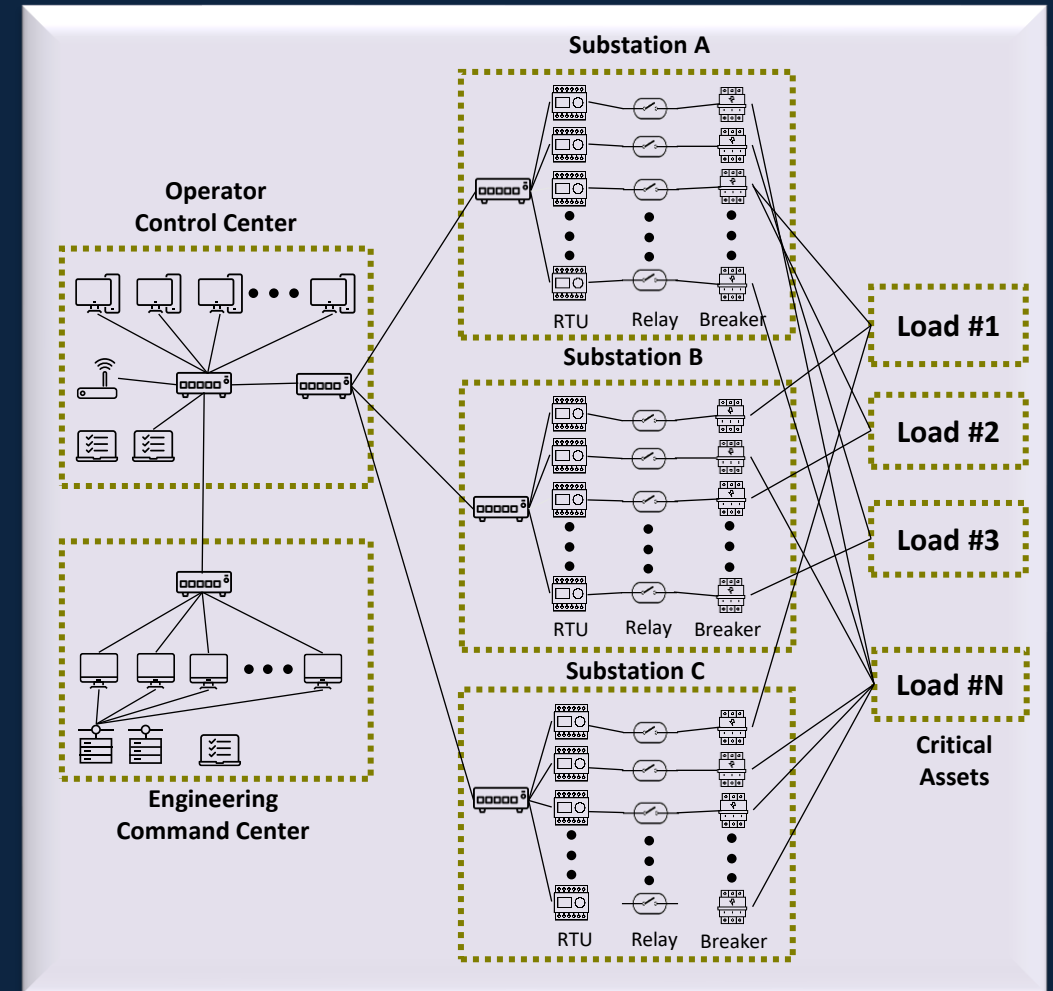 Substation A
RTU
Relay
Breaker
Operator
Control Center
Substation B
RTU
Relay
Breaker
Engineering
Command Center
Substation C
RTU
Relay
Breaker
Load #1
Load #2
Load #3
Load #N
Critical
Assets